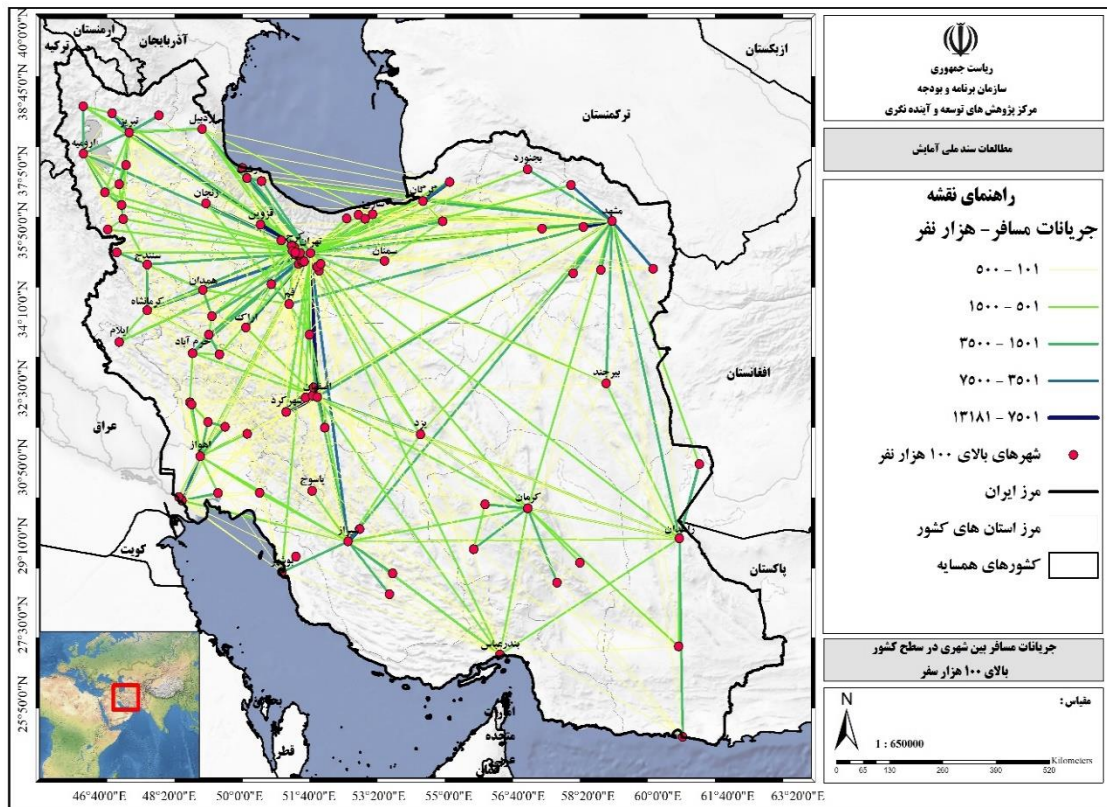 ریاست جمهوری
سازمان برنامه و بودجه
مرکز پژوهش های توسعه و آینده نگری
مطالعات سند ملی آمایش
راهنمای نقشه
جریانات مسافر- هزار نفر
۱۰۱ - ۵۰۰
۵۰۱ - ۱۵۰۰
۱۵۰۱ - ۳۵۰۰
۳۵۰۱ - ۷۵۰۰
۷۵۰۱ - ۱۳۱۸۱
شهرهای بالای ۱۰۰ هزار نفر
مرز ایران
مرز استان های کشور
کشورهای همسایه
جریانات مسافر بین شهری در سطح کشور
بالای ۱۰۰ هزار سفر
مقیاس :
N
1 : 650000
Kilometers
0 65 130 260 390 520
ارمنستان
ترکیه
آذربایجان
ازبکستان
ترکمنستان
افغانستان
پاکستان
عراق
کویت
قطر
امارات
متحده
تبریز
اردبیل
ارومیه
زنجان
قزوین
کرج
تهران
گرگان
بجنورد
مشهد
سمنان
سنندج
همدان
کرمانشاه
قم
اراک
ایلام
خرم آباد
اصفهان
شهرکرد
بیرجند
یزد
اهواز
یاسوج
کرمان
زاهدان
شیراز
بوشهر
بندرعباس
40°0'0"N
38°45'0"N
37°5'0"N
35°50'0"N
34°10'0"N
32°30'0"N
30°50'0"N
29°10'0"N
27°30'0"N
25°50'0"N
46°40'0"E
48°20'0"E
50°0'0"E
51°40'0"E
53°20'0"E
55°0'0"E
56°40'0"E
58°20'0"E
60°0'0"E
61°40'0"E
63°20'0"E